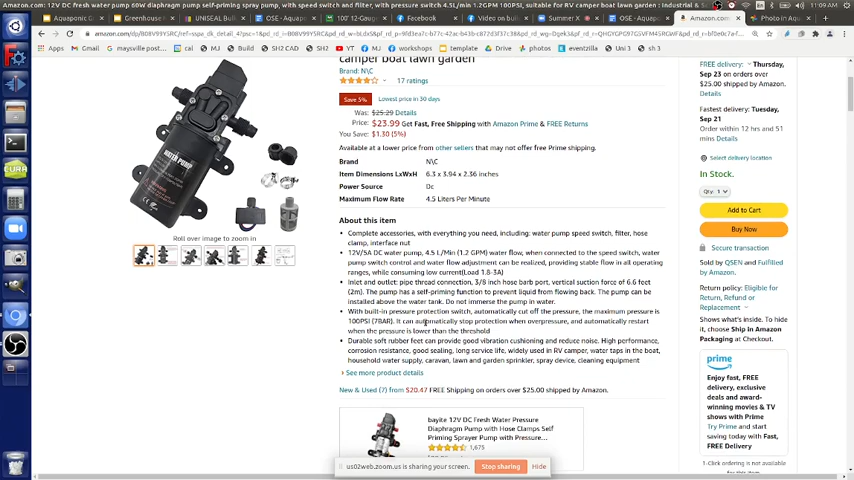 Amazon.com: 12V DC fresh water pump 60W diaphragm pump self-priming spray pump, with speed switch and filter, with pressure switch 4.5L/min 1.2GPM 100PSI, suitable for RV camper boat lawn garden : Industrial &
11:09 AM
Aquaponic G
Greenhouse
UNISEAL Bul
OSE - Aquap
100' 12-Gaug
Facebook
Video on buil
Summer X
OSE - Aquap
Amazon.com
Photo in Aqua
Apps
G
Gmail
maysville post
Calendar
Build
SH2 CAD
SH2
YT
MJ
FB
workshops
template
Drive
photos
eventzilla
Uni 3
sh 3
camper boat lawn garden
Brand: N\C
17 ratings
Save 5%
Lowest price in 30 days
Was: $25.29 Details
Price: $23.99 Get Fast, Free Shipping with Amazon Prime & FREE Returns
You Save: $1.30 (5%)
Available at a lower price from other sellers that may not offer free Prime shipping.
Brand N\C
Item Dimensions LxWxH 6.3 x 3.94 x 2.36 inches
Power Source Dc
Maximum Flow Rate 4.5 Liters Per Minute
WATER PUMP
Roll over image to zoom in
About this item
• Complete accessories, with everything you need, including: water pump speed switch, filter, hose
clamp, interface nut
• 12V/5A DC water pump, 4.5 L/Min (1.2 GPM) water flow, when connected to the speed switch, water
pump switch control and water flow adjustment can be realized, providing stable flow in all operating
ranges, while consuming low current(Load 1.8-3A)
• Inlet and outlet: pipe thread connection, 3/8 inch hose barb port, vertical suction force of 6.6 feet
(2m). The pump has a self-priming function to prevent liquid from flowing back. The pump can be
installed above the water tank. Do not immerse the pump in water.
• With built-in pressure protection switch, automatically cut off the pressure, the maximum pressure is
100PSI (7BAR). It can automatically stop protection when overpressure, and automatically restart
when the pressure is lower than the threshold
• Durable soft rubber feet can provide good vibration cushioning and reduce noise. High performance,
corrosion resistance, good sealing, long service life, widely used in RV camper, water taps in the boat,
household water supply, caravan, lawn and garden sprinkler, spray device, cleaning equipment
› See more product details
New & Used (7) from $20.47 FREE Shipping on orders over $25.00 shipped by Amazon.
bayite 12V DC Fresh Water Pressure
Diaphragm Pump with Hose Clamps Self
Priming Sprayer Pump with Pressure...
1,675
us02web.zoom.us is sharing your screen.
Stop sharing
Hide
FREE delivery: Thursday,
Sep 23 on orders over
$25.00 shipped by Amazon.
Details
Fastest delivery: Tuesday,
Sep 21
Order within 12 hrs and 51
mins
Details
Select delivery location
In Stock.
Qty: 1
Add to Cart
Buy Now
Secure transaction
Sold by QSEN and Fulfilled
by Amazon.
Return policy: Eligible for
Return, Refund or
Replacement
Shows what's inside. To hide
it, choose Ship in Amazon
Packaging at Checkout.
prime
Enjoy fast, FREE
delivery, exclusive
deals and award-
winning movies & TV
shows with Prime
Try Prime and start
saving today with Fast,
FREE Delivery
1-Click ordering is not